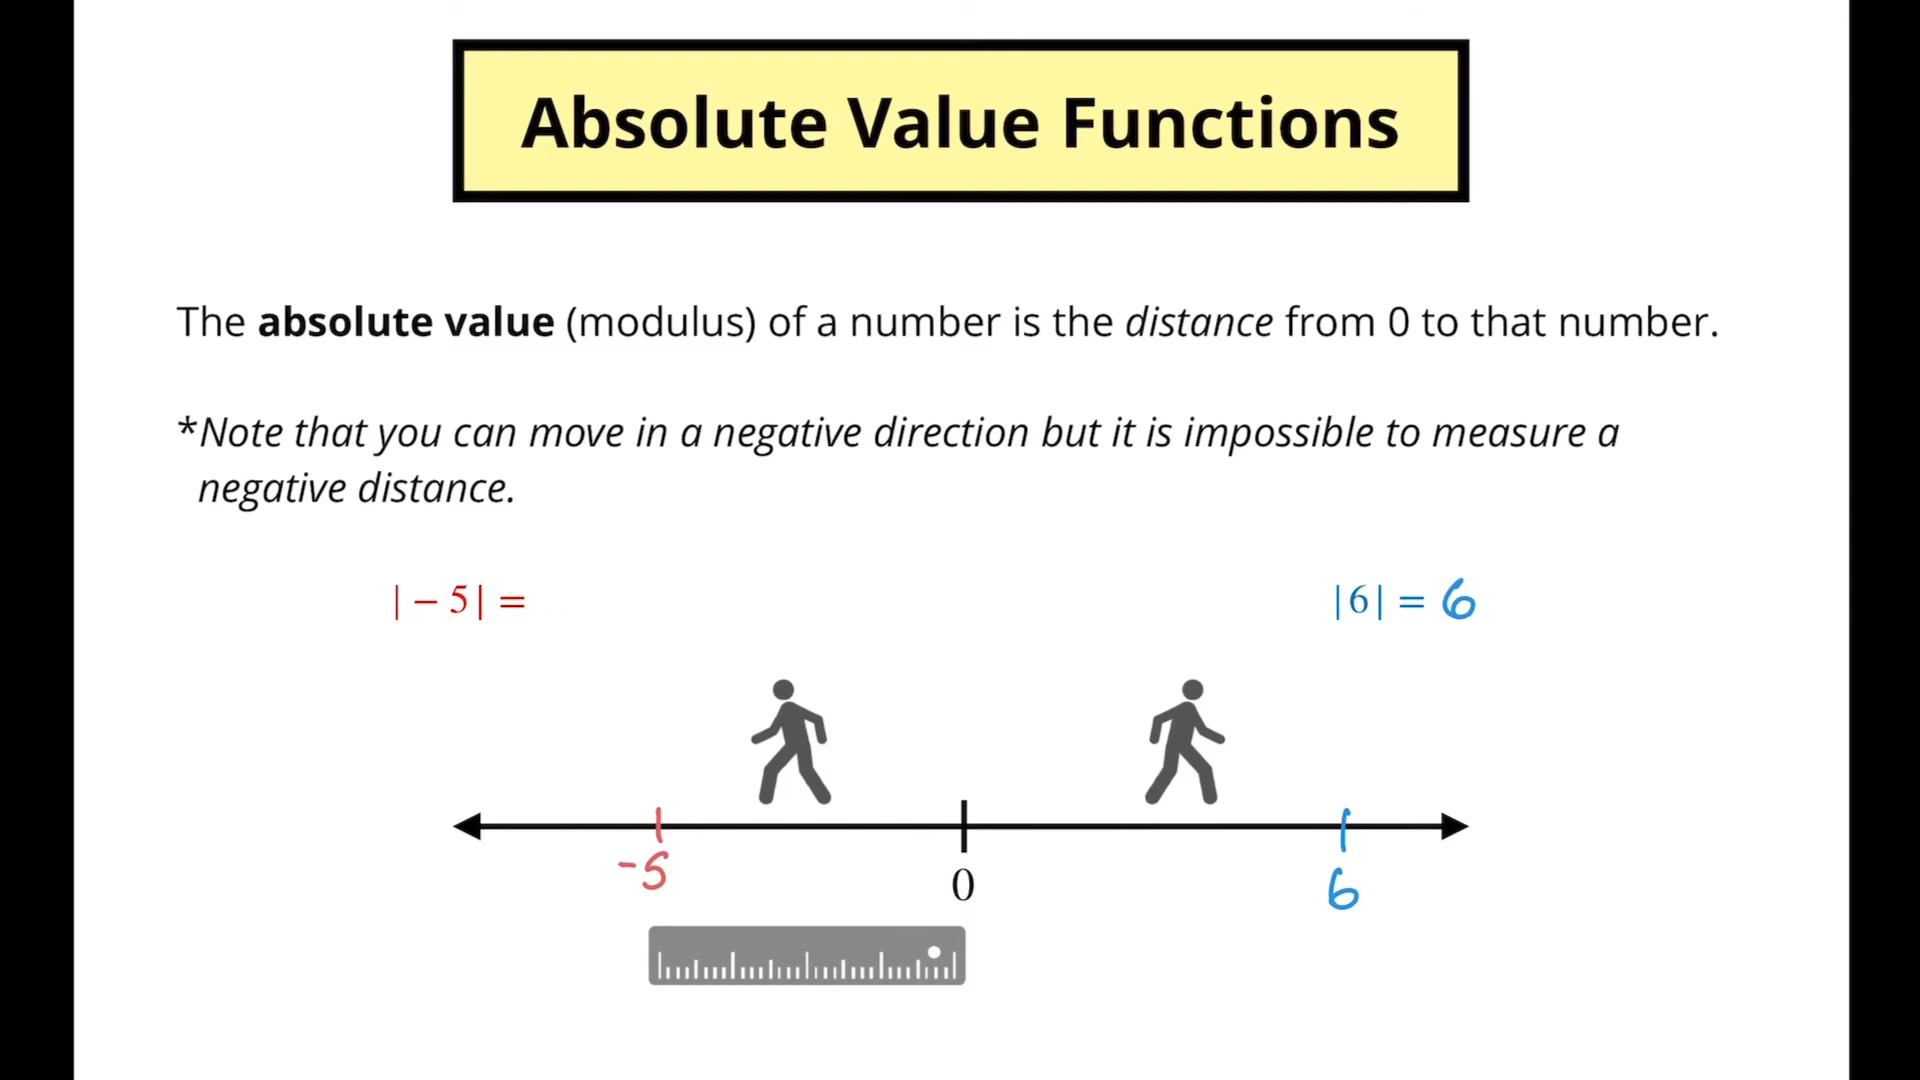 Absolute Value Functions
The absolute value (modulus) of a number is the distance from 0 to that number.
*Note that you can move in a negative direction but it is impossible to measure a
negative distance.
| − 5 | =
| 6 | = 6
-5
0
6